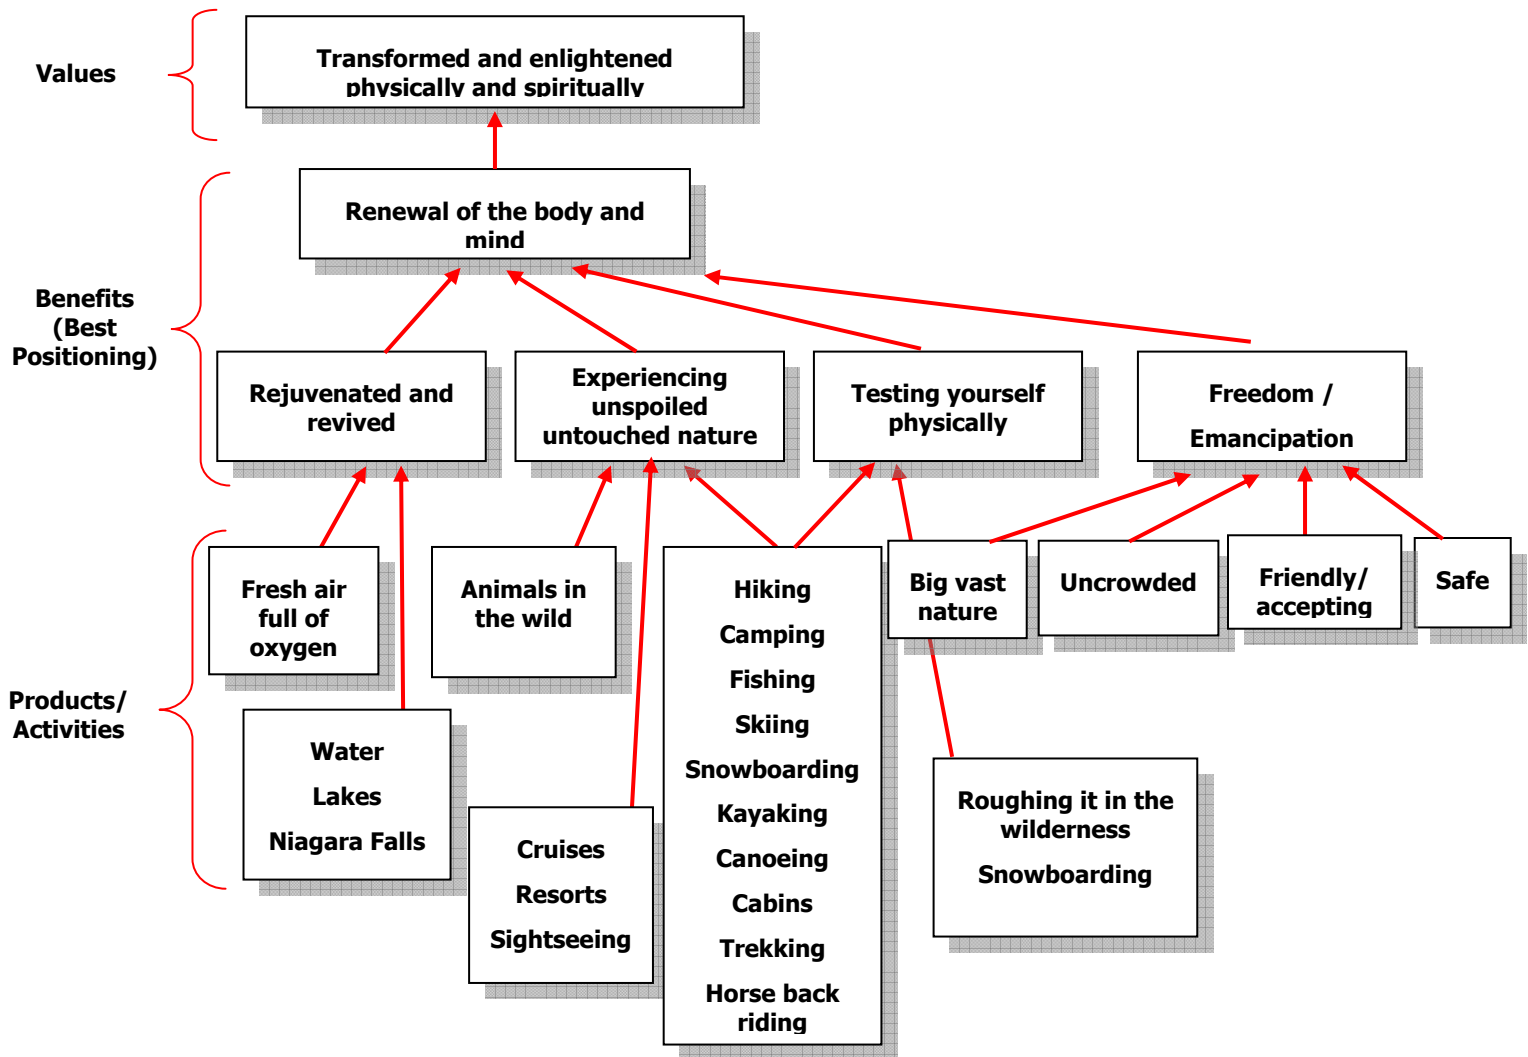 Values
Transformed and enlightened
physically and spiritually
Renewal of the body and
mind
Benefits
(Best
Positioning)
Rejuvenated and
revived
Experiencing
unspoiled
untouched nature
Testing yourself
physically
Freedom /
Emancipation
Products/
Activities
Fresh air
full of
oxygen
Water
Lakes
Niagara Falls
Animals in
the wild
Cruises
Resorts
Sightseeing
Hiking
Camping
Fishing
Skiing
Snowboarding
Kayaking
Canoeing
Cabins
Trekking
Horse back
riding
Big vast
nature
Roughing it in the
wilderness
Snowboarding
Uncrowded
Friendly/
accepting
Safe